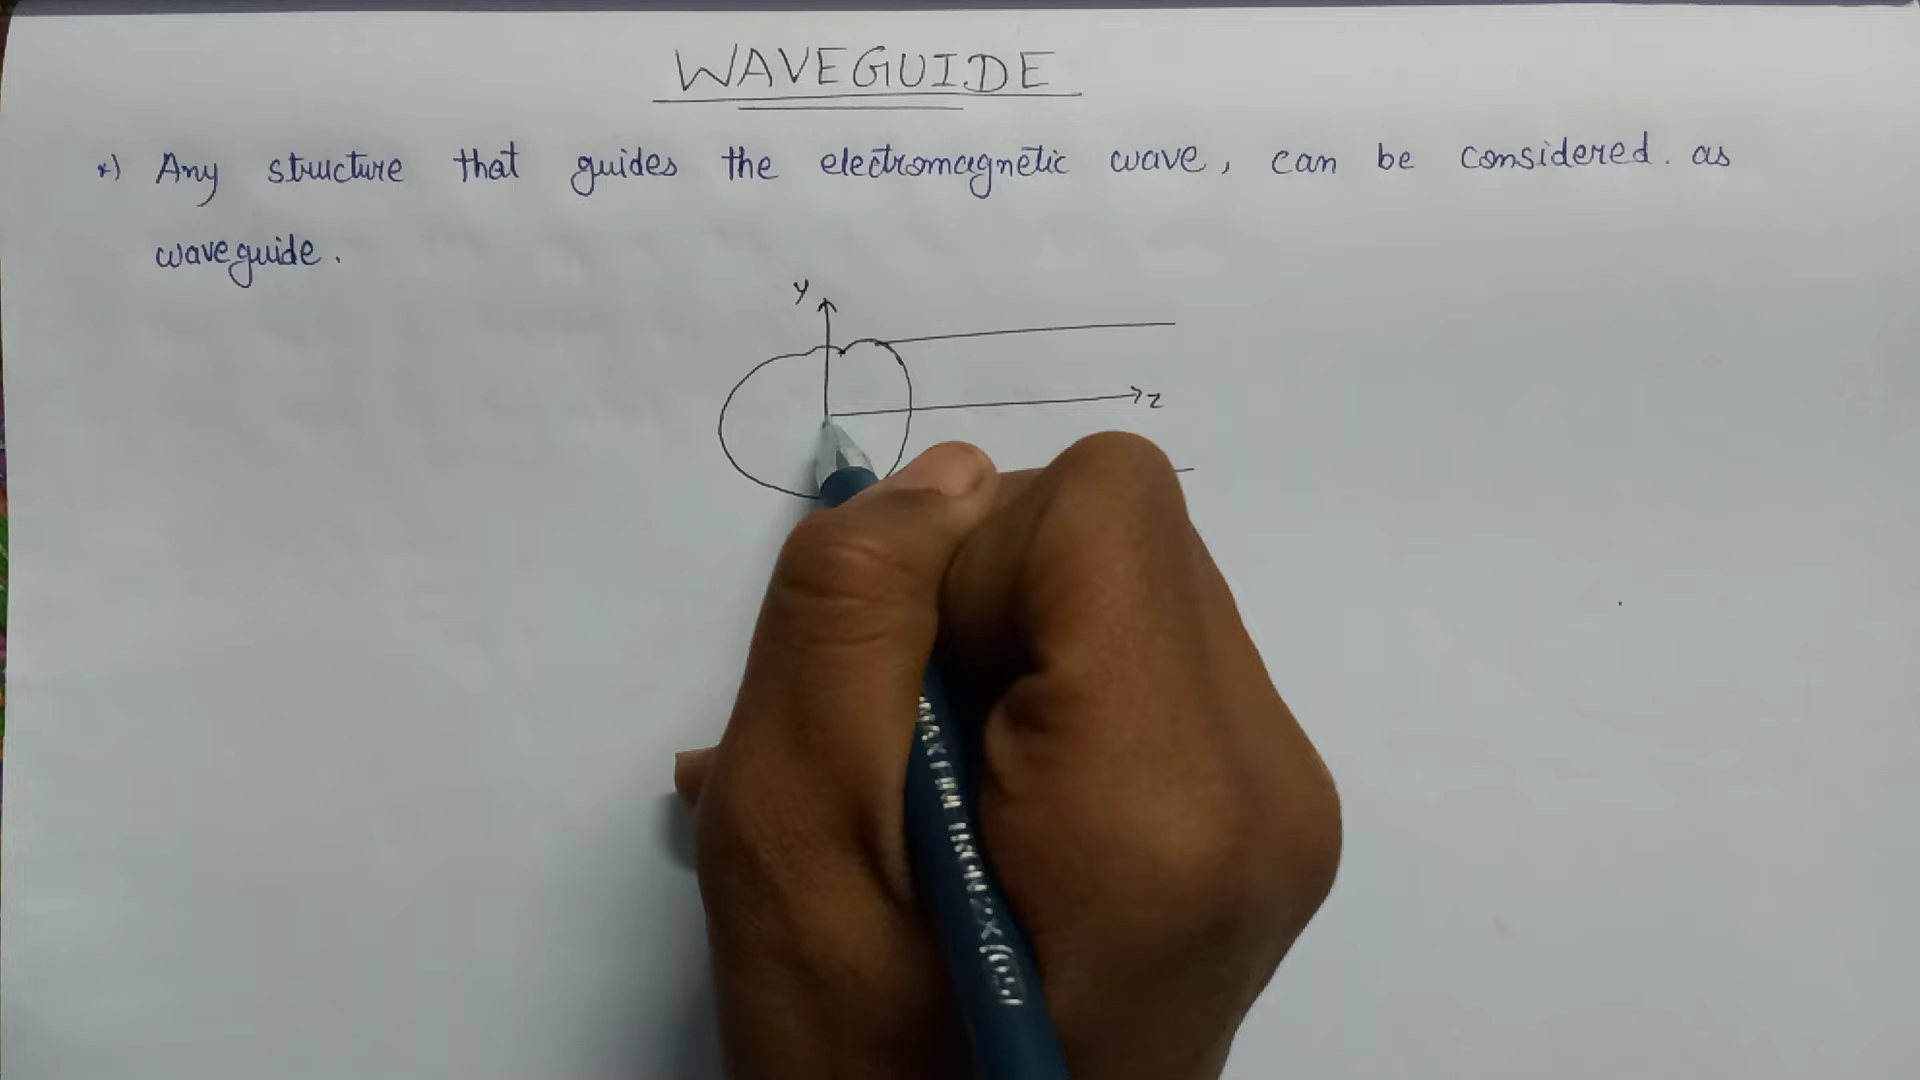 WAVEGUIDE
*) Any structure that guides the electromagnetic wave, can be considered. as
waveguide.
y
z